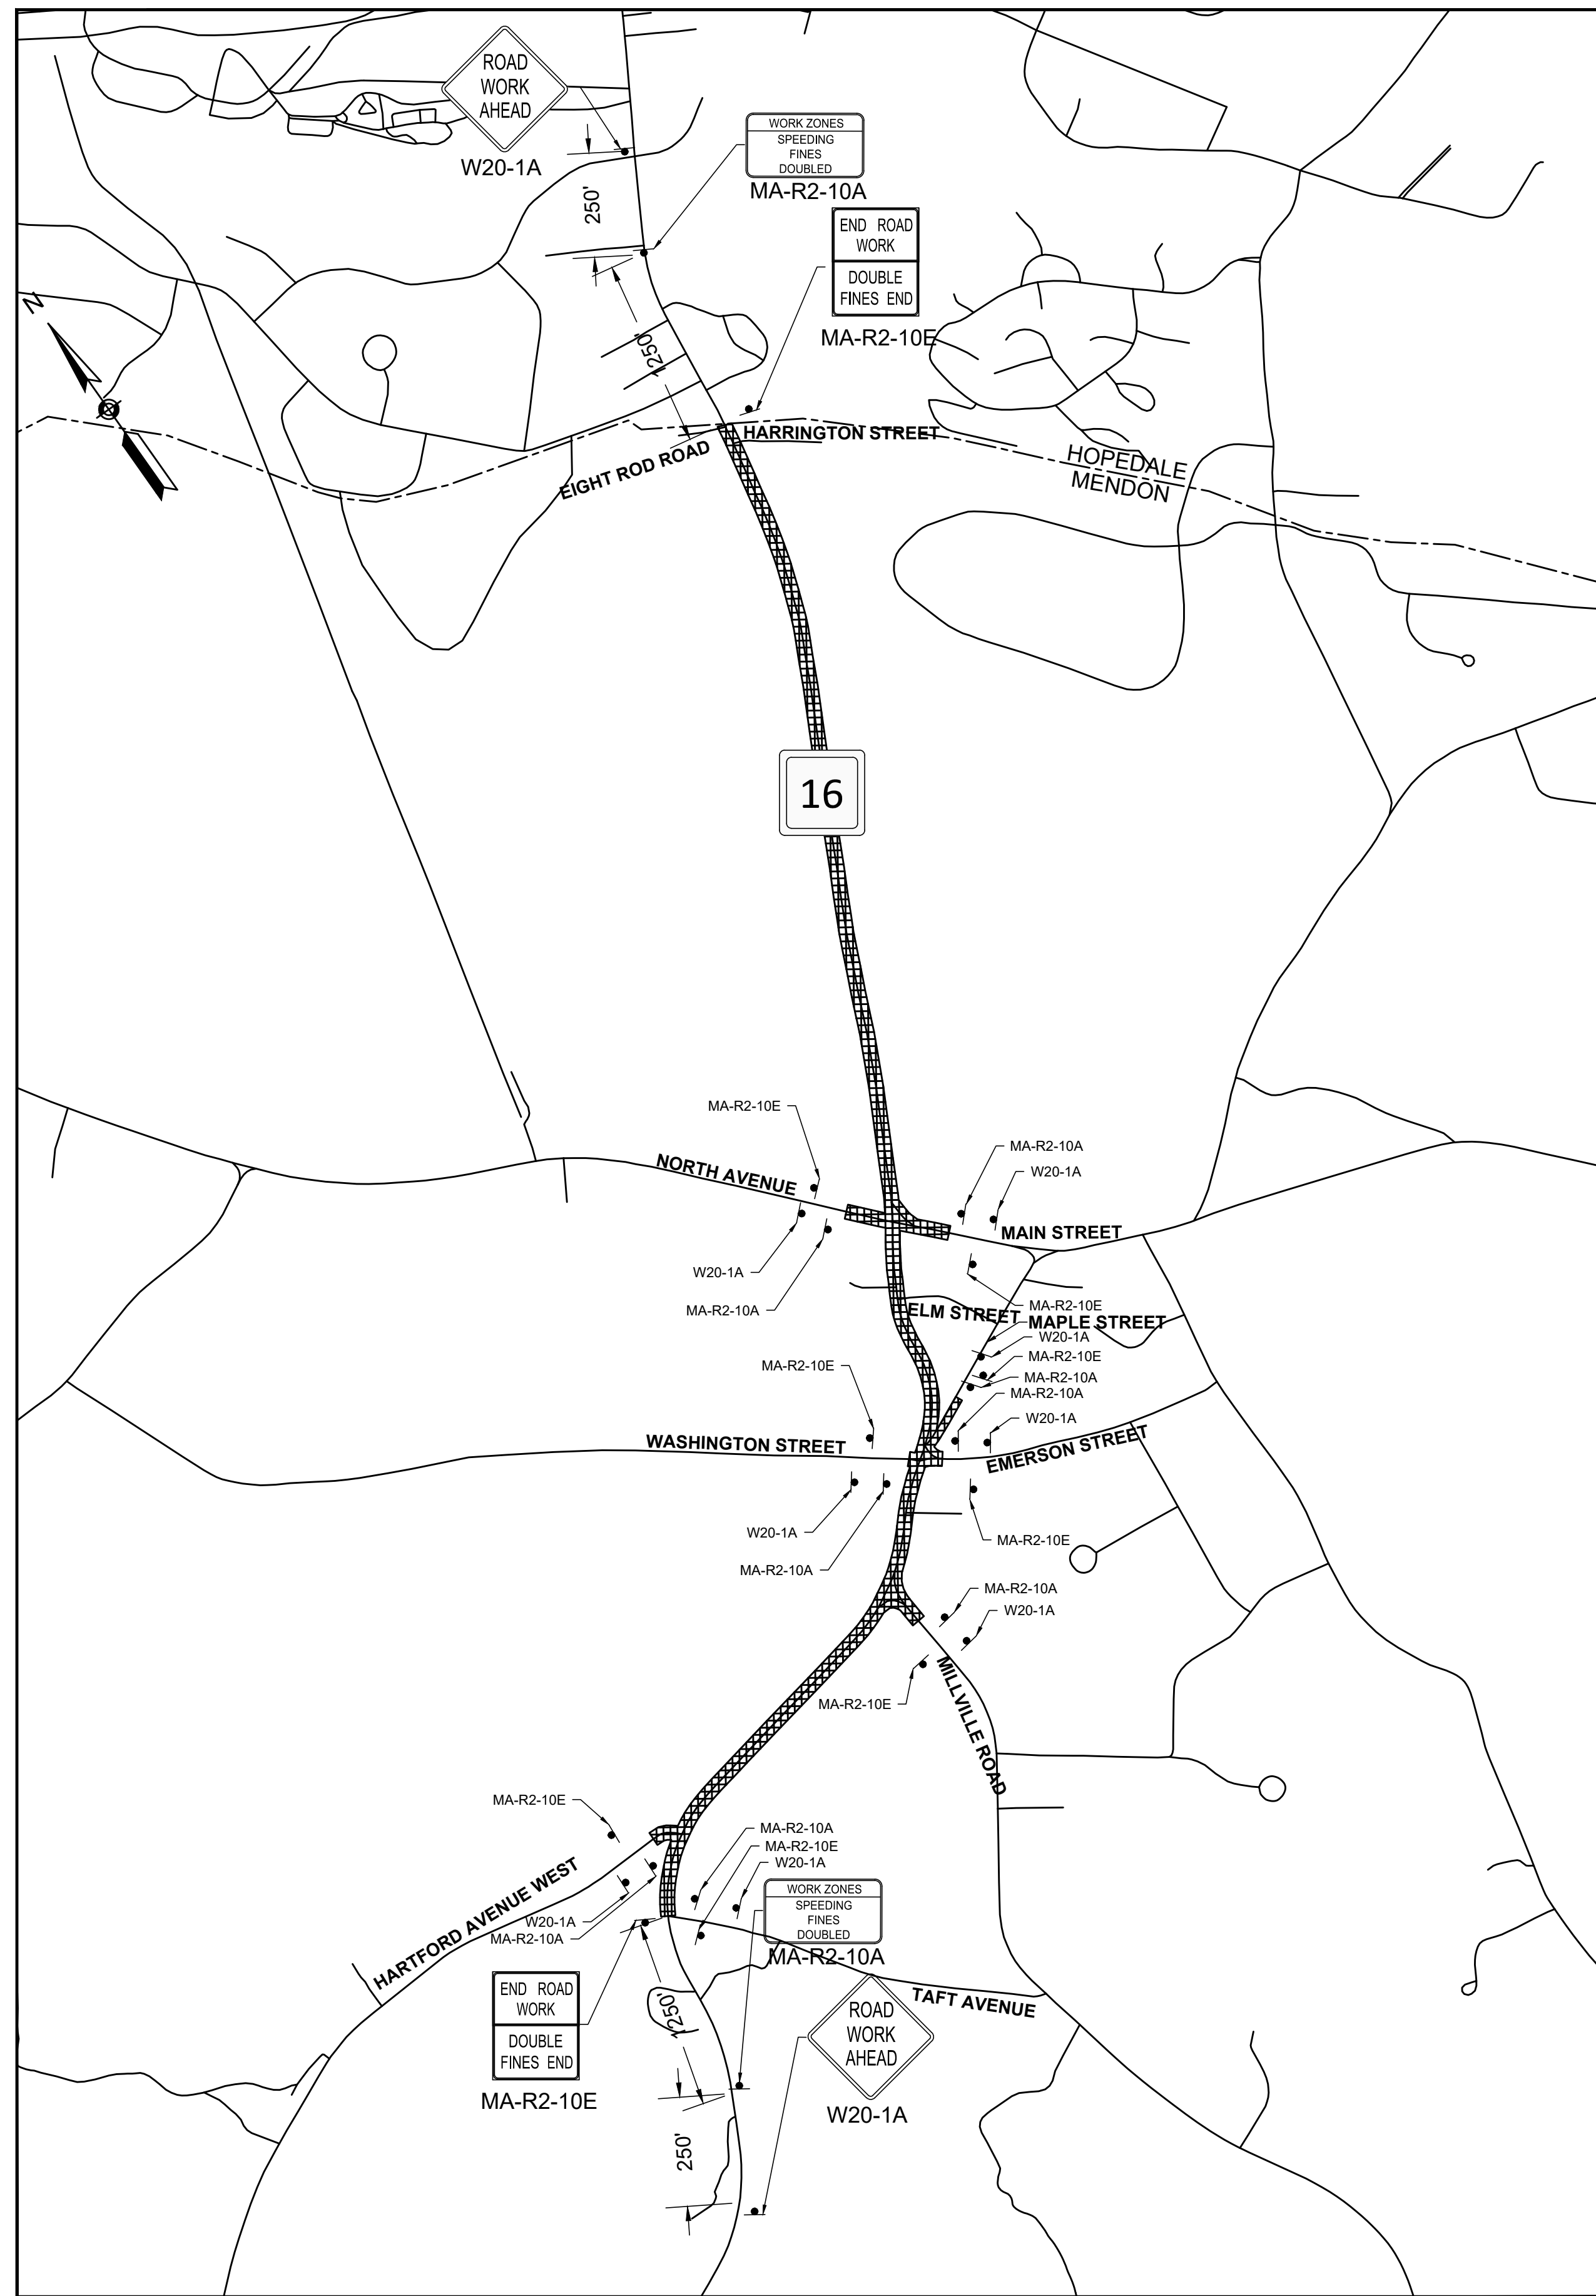 ROAD
WORK
AHEAD
W20-1A
WORK ZONES
SPEEDING
FINES
DOUBLED
MA-R2-10A
250'
END ROAD
WORK
DOUBLE
FINES END
MA-R2-10E
N
1250'
HARRINGTON STREET
EIGHT ROD ROAD
HOPEDALE
MENDON
16
MA-R2-10E
NORTH AVENUE
MA-R2-10A
W20-1A
MAIN STREET
W20-1A
MA-R2-10A
MA-R2-10E
ELM STREET
MAPLE STREET
W20-1A
MA-R2-10E
MA-R2-10E
MA-R2-10A
MA-R2-10A
W20-1A
WASHINGTON STREET
EMERSON STREET
W20-1A
MA-R2-10E
MA-R2-10A
MA-R2-10A
W20-1A
MA-R2-10E
MILLVILLE ROAD
MA-R2-10E
MA-R2-10A
MA-R2-10E
W20-1A
HARTFORD AVENUE WEST
W20-1A
MA-R2-10A
WORK ZONES
SPEEDING
FINES
DOUBLED
MA-R2-10A
END ROAD
WORK
DOUBLE
FINES END
MA-R2-10E
1250'
TAFT AVENUE
ROAD
WORK
AHEAD
W20-1A
250'